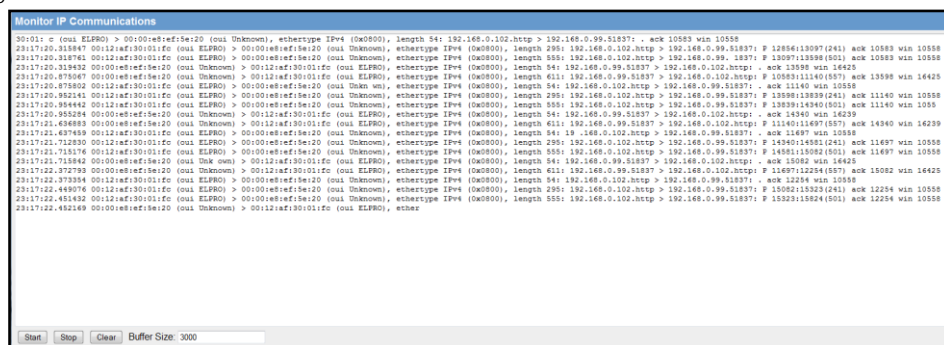 Monitor IP Communications
30:01: c (oui ELPRO) > 00:00:e8:ef:5e:20 (oui Unknown), ethertype IPv4 (0x0800), length 54: 192.168.0.102.http > 192.168.0.99.51837: . ack 10583 win 10558
23:17:20.315847 00:12:af:30:01:fc (oui ELPRO) > 00:00:e8:ef:5e:20 (oui Unknown), ethertype IPv4 (0x0800), length 295: 192.168.0.102.http > 192.168.0.99.51837: P 12856:13097(241) ack 10583 win 10558
23:17:20.318761 00:12:af:30:01:fc (oui ELPRO) > 00:00:e8:ef:5e:20 (oui Unknown), ethertype IPv4 (0x0800), length 555: 192.168.0.102.http > 192.168.0.99. 1837: P 13097:13598(501) ack 10583 win 10558
23:17:20.319432 00:00:e8:ef:5e:20 (oui Unknown) > 00:12:af:30:01:fc (oui ELPRO), ethertype IPv4 (0x0800), length 54: 192.168.0.99.51837 > 192.168.0.102.http: . ack 13598 win 16425
23:17:20.875067 00:00:e8:ef:5e:20 (oui Unknown) > 00:12:af:30:01:fc (oui ELPRO), ethertype IPv4 (0x0800), length 611: 192.168.0.99.51837 > 192.168.0.102.http: P 10583:11140(557) ack 13598 win 16425
23:17:20.875802 00:12:af:30:01:fc (oui ELPRO) > 00:00:e8:ef:5e:20 (oui Unkn wn), ethertype IPv4 (0x0800), length 54: 192.168.0.102.http > 192.168.0.99.51837: . ack 11140 win 10558
23:17:20.952141 00:12:af:30:01:fc (oui ELPRO) > 00:00:e8:ef:5e:20 (oui Unknown), ethertype IPv4 (0x0800), length 295: 192.168.0.102.http > 192.168.0.99.51837: P 13598:13839(241) ack 11140 win 10558
23:17:20.954442 00:12:af:30:01:fc (oui ELPRO) > 00:00:e8:ef:5e:20 (oui Unknown), ethertype IPv4 (0x0800), length 555: 192.168.0.102.http > 192.168.0.99.51837: P 13839:14340(501) ack 11140 win 1055
23:17:20.955284 00:00:e8:ef:5e:20 (oui Unknown) > 00:12:af:30:01:fc (oui ELPRO), ethertype IPv4 (0x0800), length 54: 192.168.0.99.51837 > 192.168.0.102.http: . ack 14340 win 16239
23:17:21.636883 00:00:e8:ef:5e:20 (oui Unknown) > 00:12:af:30:01:fc (oui ELPRO), ethertype IPv4 (0x0800), length 611: 192.168.0.99.51837 > 192.168.0.102.http: P 11140:11697(557) ack 14340 win 16239
23:17:21.637459 00:12:af:30:01:fc (oui ELPRO) > 00:00:e8:ef:5e:20 (oui Unknown), ethertype IPv4 (0x0800), length 54: 19 .168.0.102.http > 192.168.0.99.51837: . ack 11697 win 10558
23:17:21.712830 00:12:af:30:01:fc (oui ELPRO) > 00:00:e8:ef:5e:20 (oui Unknown), ethertype IPv4 (0x0800), length 295: 192.168.0.102.http > 192.168.0.99.51837: P 14340:14581(241) ack 11697 win 10558
23:17:21.715176 00:12:af:30:01:fc (oui ELPRO) > 00:00:e8:ef:5e:20 (oui Unknown), ethertype IPv4 (0x0800), length 555: 192.168.0.102.http > 192.168.0.99.51837: P 14581:15082(501) ack 11697 win 10558
23:17:21.715842 00:00:e8:ef:5e:20 (oui Unk own) > 00:12:af:30:01:fc (oui ELPRO), ethertype IPv4 (0x0800), length 54: 192.168.0.99.51837 > 192.168.0.102.http: . ack 15082 win 16425
23:17:22.372793 00:00:e8:ef:5e:20 (oui Unknown) > 00:12:af:30:01:fc (oui ELPRO), ethertype IPv4 (0x0800), length 611: 192.168.0.99.51837 > 192.168.0.102.http: P 11697:12254(557) ack 15082 win 16425
23:17:22.373354 00:12:af:30:01:fc (oui ELPRO) > 00:00:e8:ef:5e:20 (oui Unknown), ethertype IPv4 (0x0800), length 54: 192.168.0.102.http > 192.168.0.99.51837: . ack 12254 win 10558
23:17:22.449076 00:12:af:30:01:fc (oui ELPRO) > 00:00:e8:ef:5e:20 (oui Unknown), ethertype IPv4 (0x0800), length 295: 192.168.0.102.http > 192.168.0.99.51837: P 15082:15323(241) ack 12254 win 10558
23:17:22.451432 00:12:af:30:01:fc (oui ELPRO) > 00:00:e8:ef:5e:20 (oui Unknown), ethertype IPv4 (0x0800), length 555: 192.168.0.102.http > 192.168.0.99.51837: P 15323:15824(501) ack 12254 win 10558
23:17:22.452169 00:00:e8:ef:5e:20 (oui Unknown) > 00:12:af:30:01:fc (oui ELPRO), ether
Start Stop Clear Buffer Size: 3000